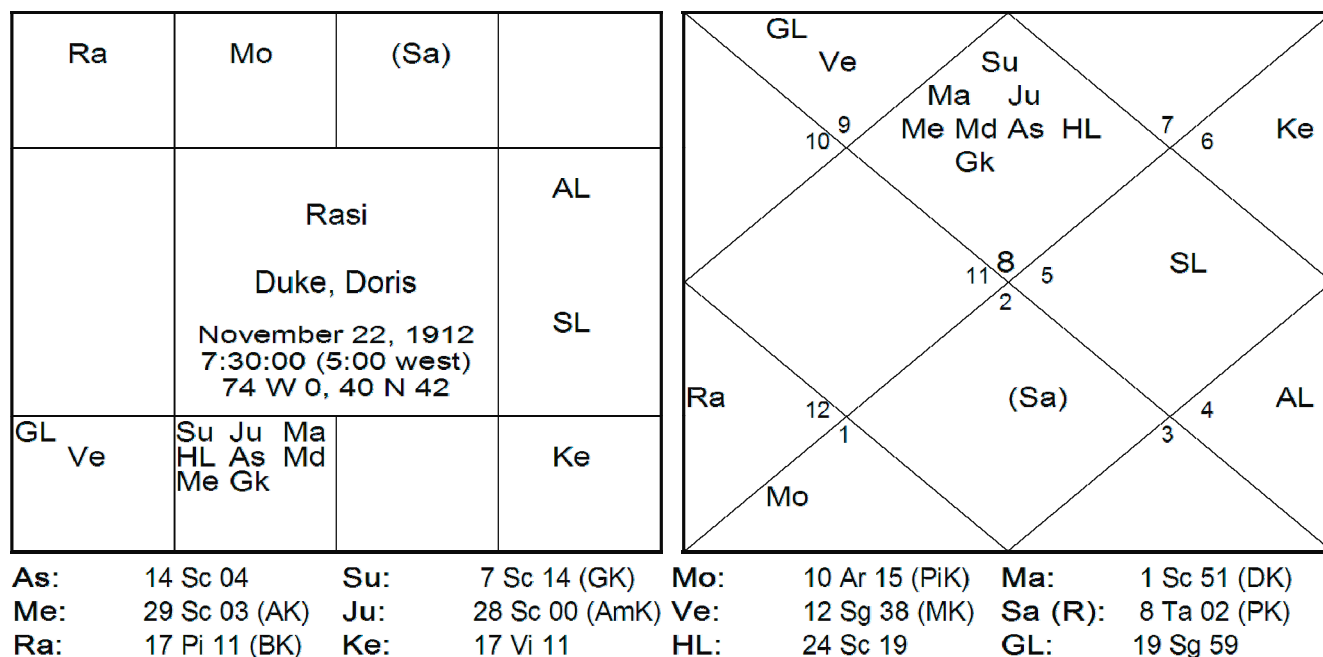 Ra Mo (Sa)
AL
SL
Rasi
Duke, Doris
November 22, 1912
7:30:00 (5:00 west)
74 W 0, 40 N 42
GL
Ve
Su Ju Ma
HL As Md
Me Gk
Ke
GL
Ve
Su
Ma Ju
Me Md As HL
Gk
Ke
9
10
7
6
8
11 5
2
SL
Ra
12
1
(Sa)
4
3
AL
Mo
As: 14 Sc 04 Su: 7 Sc 14 (GK) Mo: 10 Ar 15 (PiK) Ma: 1 Sc 51 (DK)
Me: 29 Sc 03 (AK) Ju: 28 Sc 00 (AmK) Ve: 12 Sg 38 (MK) Sa (R): 8 Ta 02 (PK)
Ra: 17 Pi 11 (BK) Ke: 17 Vi 11 HL: 24 Sc 19 GL: 19 Sg 59